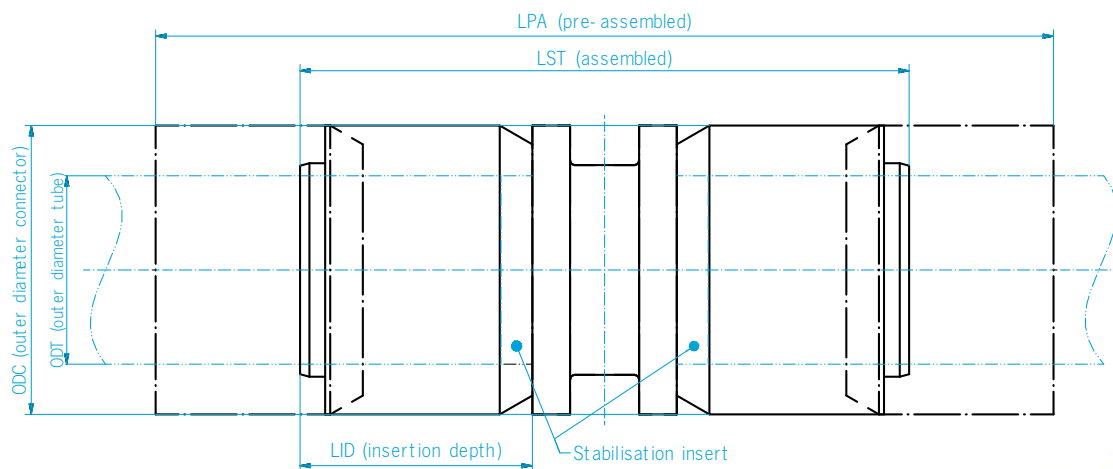 LPA (pre-assembled)
LST (assembled)
ODC (outer diameter connector)
ODT (outer diameter tube)
LID (insertion depth)
Stabilisation insert